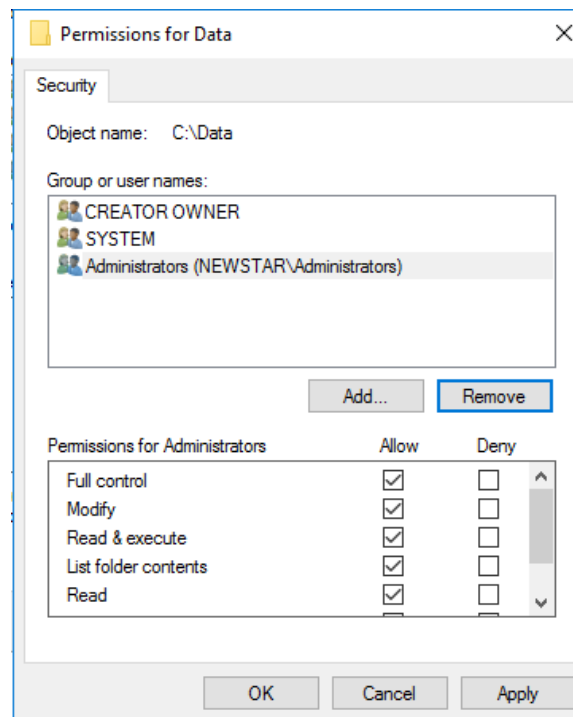 Permissions for Data
Security
Object name: C:\Data
Group or user names:
CREATOR OWNER
SYSTEM
Administrators (NEWSTAR\Administrators)
Add... Remove
Permissions for Administrators Allow Deny
Full control
Modify
Read & execute
List folder contents
Read
OK Cancel Apply